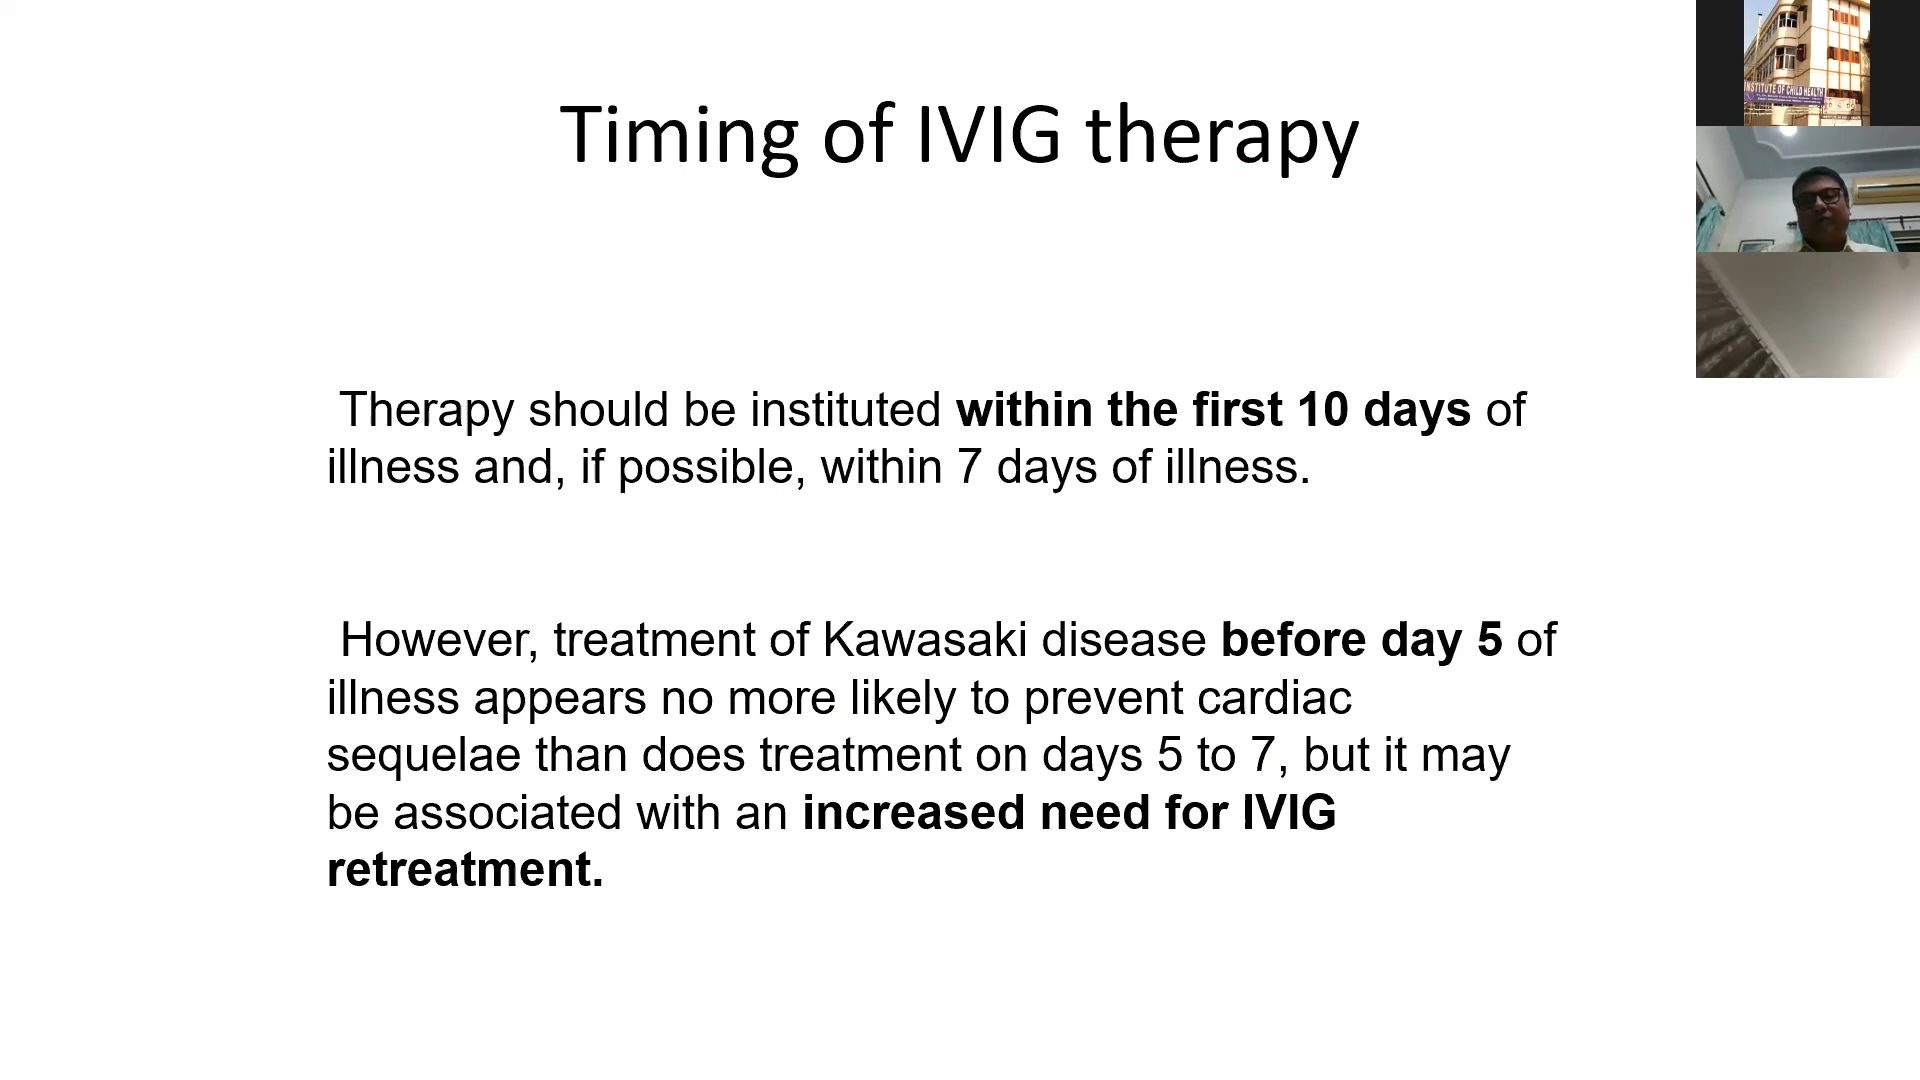 Timing of IVIG therapy
INSTITUTE OF CHILD HEALTH
Therapy should be instituted within the first 10 days of
illness and, if possible, within 7 days of illness.
However, treatment of Kawasaki disease before day 5 of
illness appears no more likely to prevent cardiac
sequelae than does treatment on days 5 to 7, but it may
be associated with an increased need for IVIG
retreatment.